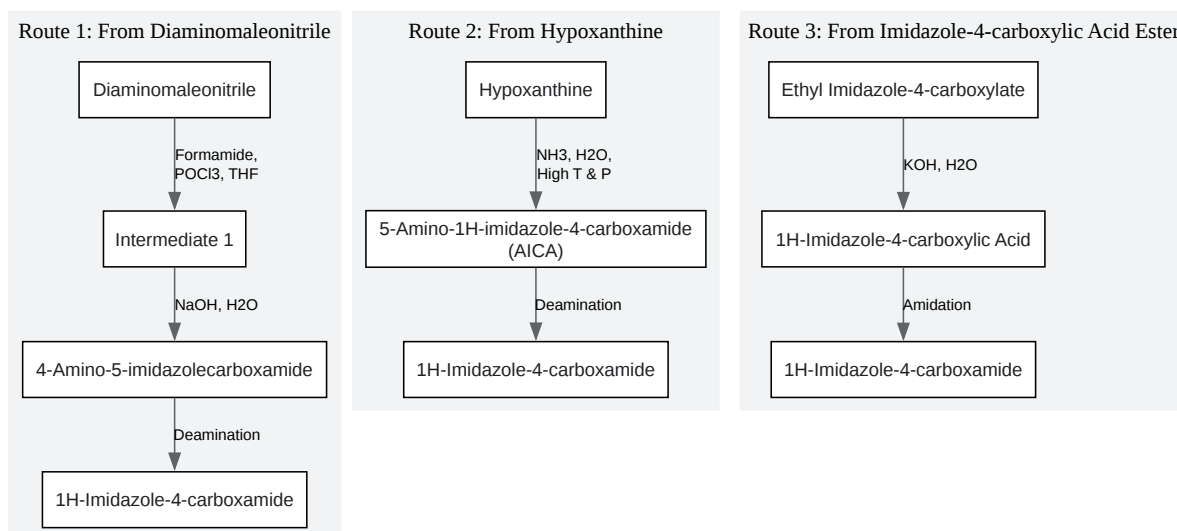 Route 1: From Diaminomaleonitrile
Diaminomaleonitrile
Formamide,
POCl3, THF
Intermediate 1
NaOH, H2O
4-Amino-5-imidazolecarboxamide
Deamination
1H-Imidazole-4-carboxamide
Route 2: From Hypoxanthine
Hypoxanthine
NH3, H2O,
High T & P
5-Amino-1H-imidazole-4-carboxamide
(AICA)
Deamination
1H-Imidazole-4-carboxamide
Route 3: From Imidazole-4-carboxylic Acid Ester
Ethyl Imidazole-4-carboxylate
KOH, H2O
1H-Imidazole-4-carboxylic Acid
Amidation
1H-Imidazole-4-carboxamide